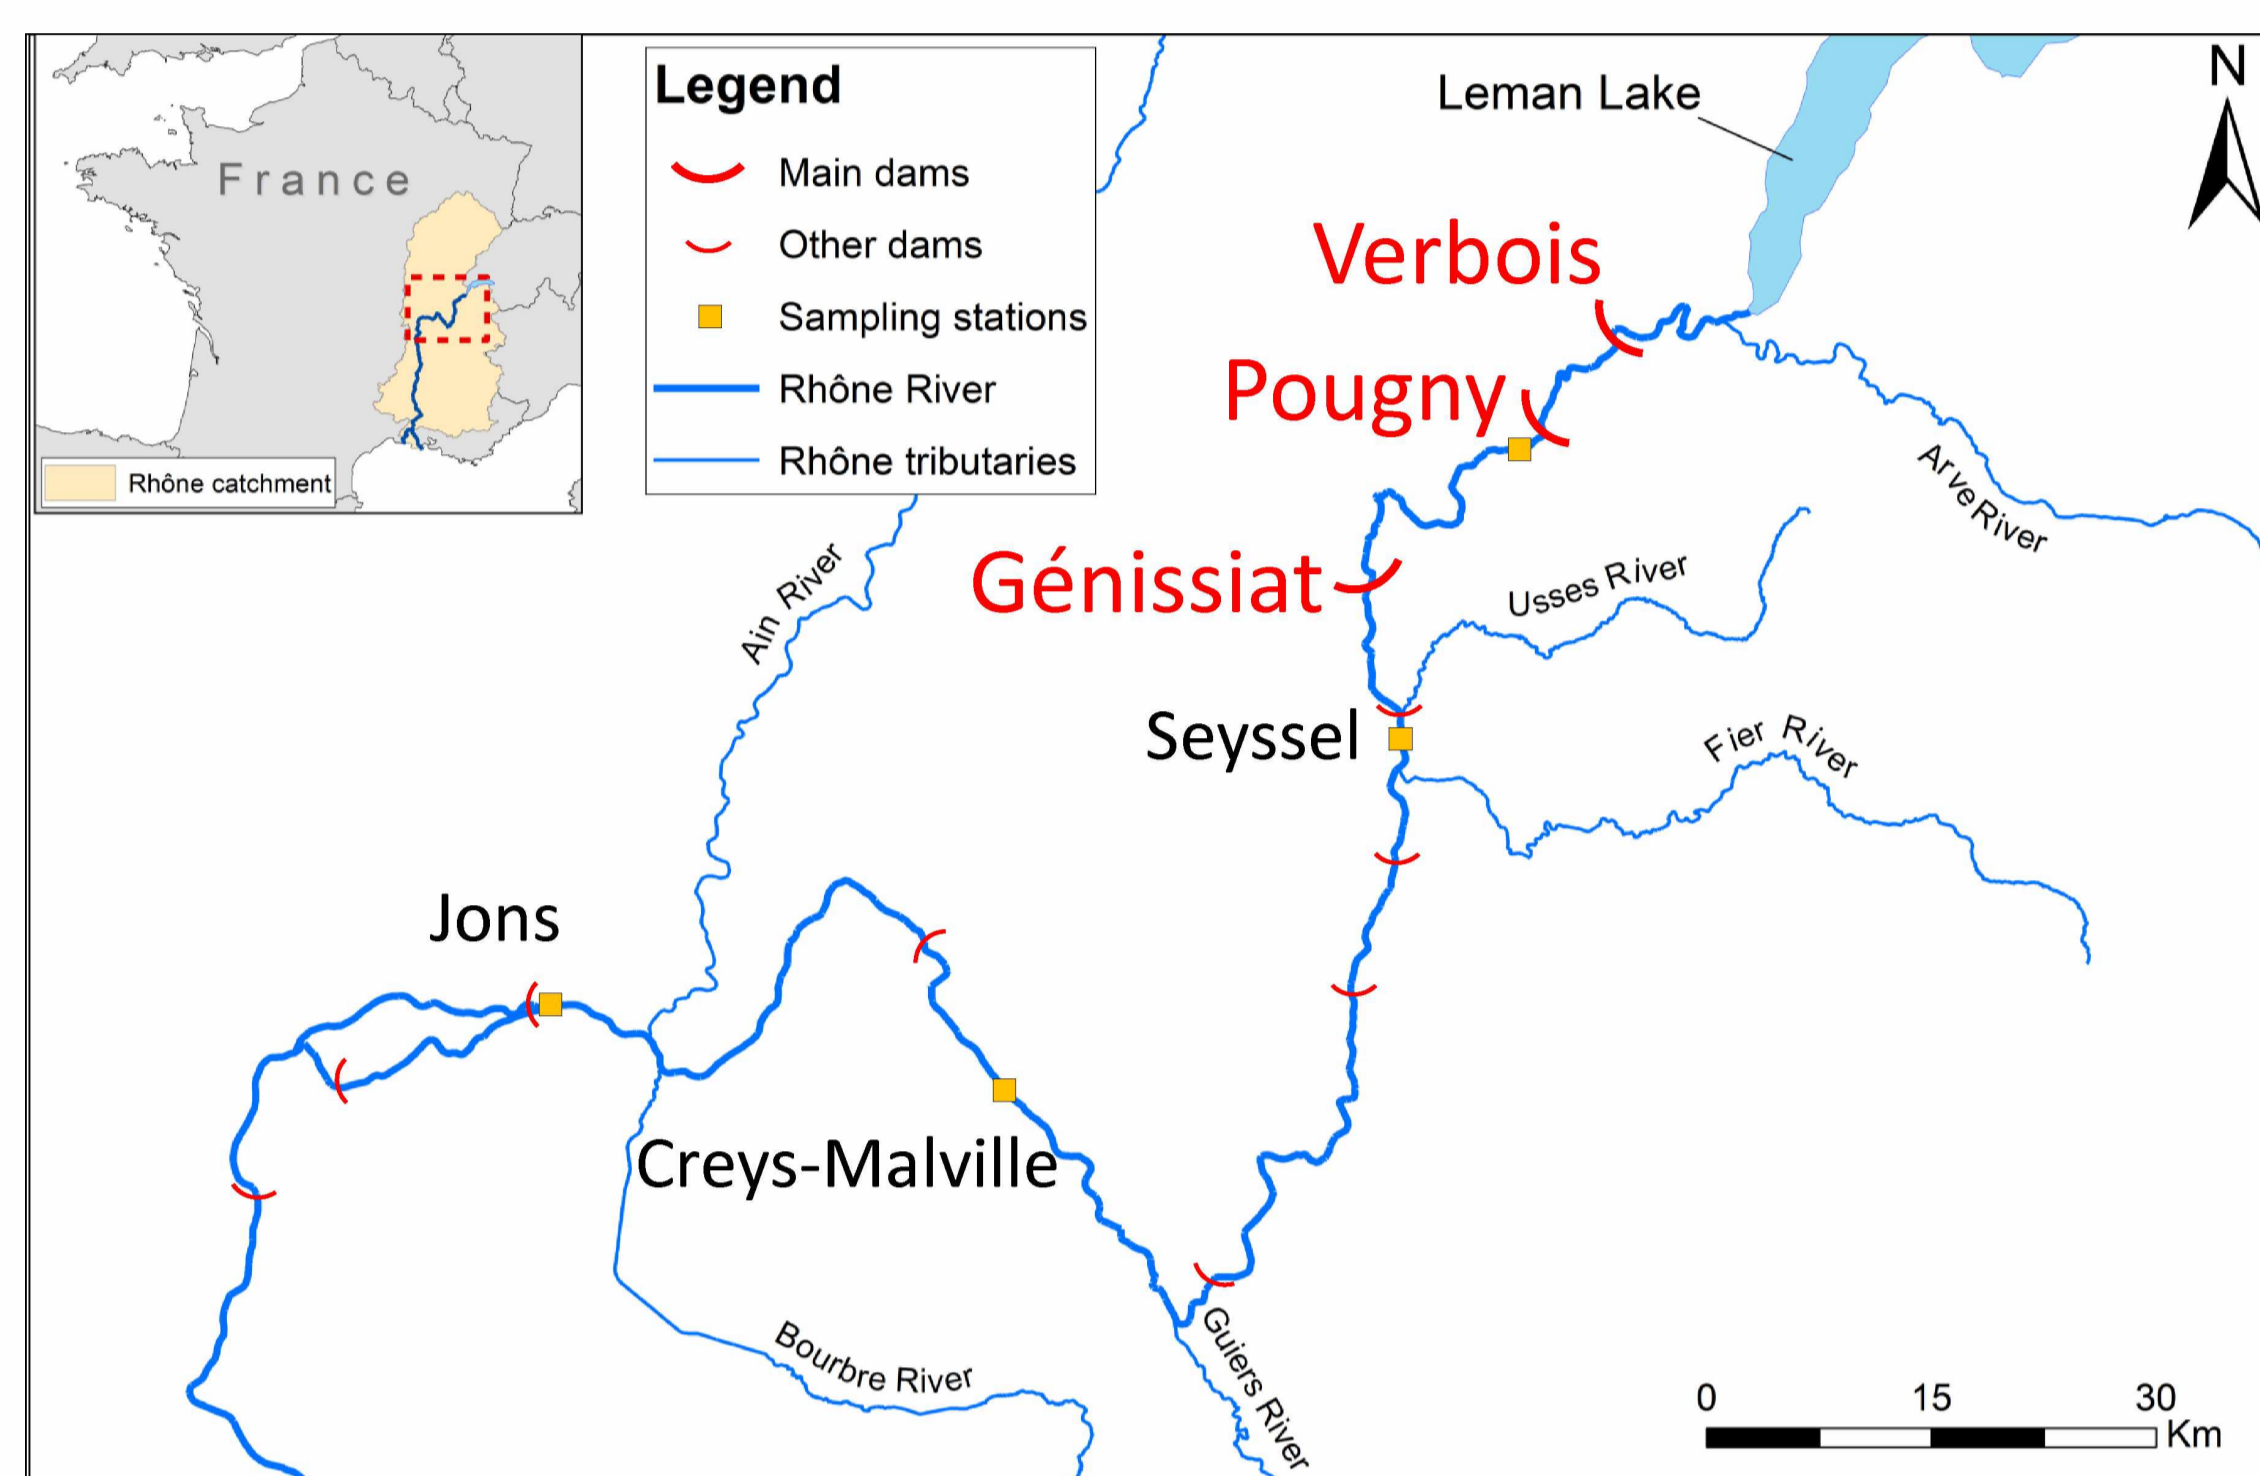 France
Rhône catchment
Legend
Main dams
Other dams
Sampling stations
Rhône River
Rhône tributaries
Leman Lake
N
Verbois
Pougny
Arve River
Génissiat
Usses River
Ain River
Seyssel
Fier River
Jons
Creys-Malville
Guiers River
Bourbre River
0 15 30
Km